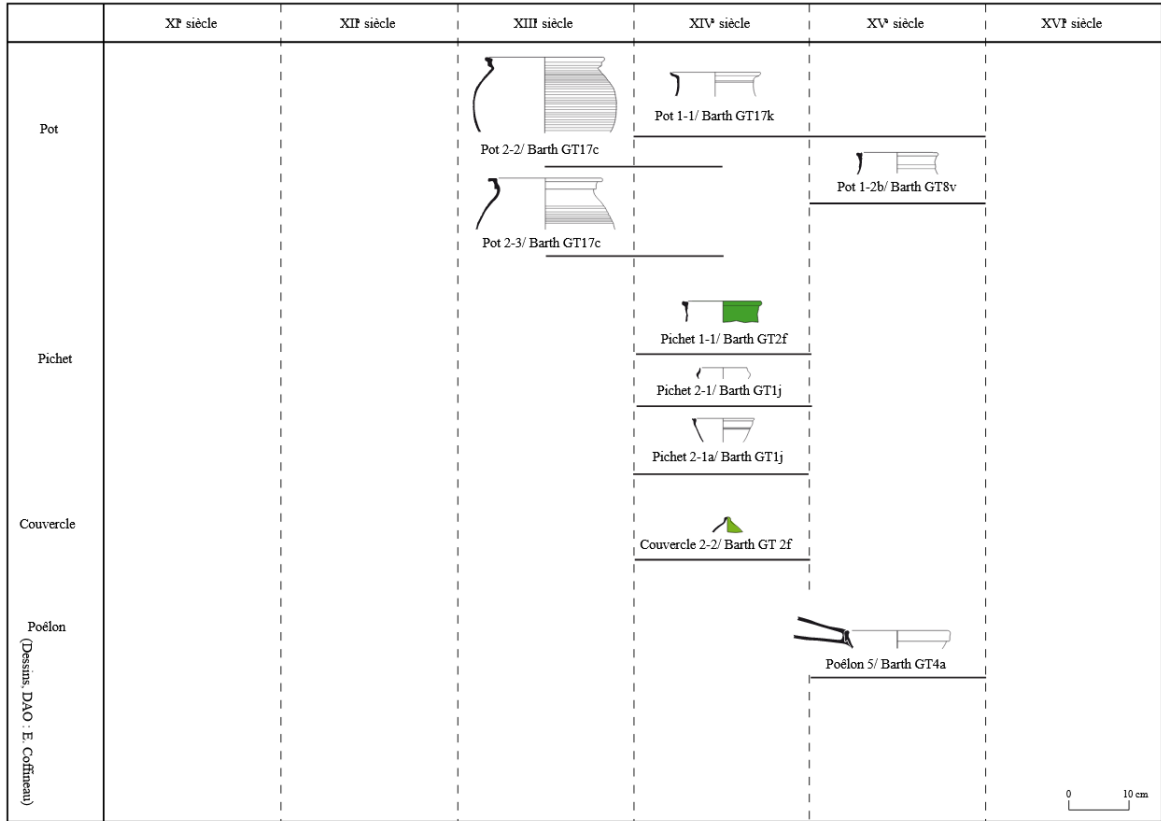 XIe siècle
XIIe siècle
XIIIe siècle
XIVe siècle
XVe siècle
XVIe siècle
Pot
Pot 2-2/ Barth GT17c
Pot 1-1/ Barth GT17k
Pot 1-2b/ Barth GT8v
Pot 2-3/ Barth GT17c
Pichet
Pichet 1-1/ Barth GT2f
Pichet 2-1/ Barth GT1j
Pichet 2-1a/ Barth GT1j
Couvercle
Couvercle 2-2/ Barth GT 2f
Poêlon
Poêlon 5/ Barth GT4a
(Dessins, DAO : E. Coffineau)
0 10 cm